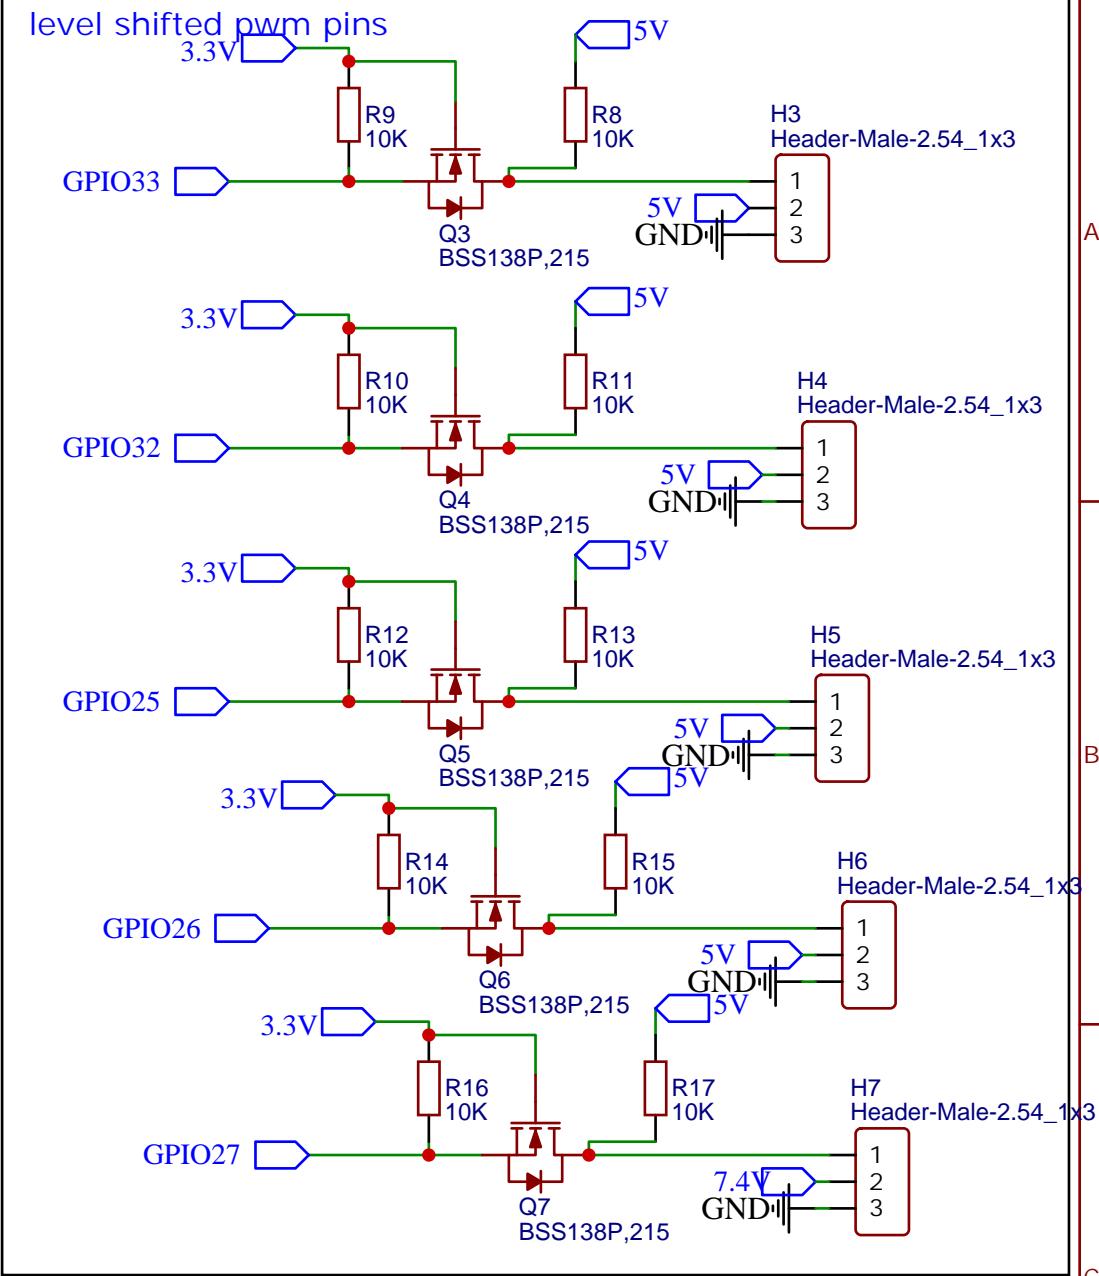 level shifted pwm pins
3.3V
5V
R9
10K
R8
10K
H3
Header-Male-2.54_1x3
GPIO33
1
5V
2
GND
3
Q3
BSS138P,215
A
3.3V
5V
R10
10K
R11
10K
H4
Header-Male-2.54_1x3
GPIO32
1
5V
2
GND
3
Q4
BSS138P,215
3.3V
5V
R12
10K
R13
10K
H5
Header-Male-2.54_1x3
GPIO25
1
5V
2
GND
3
Q5
BSS138P,215
B
3.3V
5V
R14
10K
R15
10K
H6
Header-Male-2.54_1x3
GPIO26
1
5V
2
GND
3
Q6
BSS138P,215
3.3V
5V
R16
10K
R17
10K
H7
Header-Male-2.54_1x3
GPIO27
1
7.4V
2
GND
3
Q7
BSS138P,215